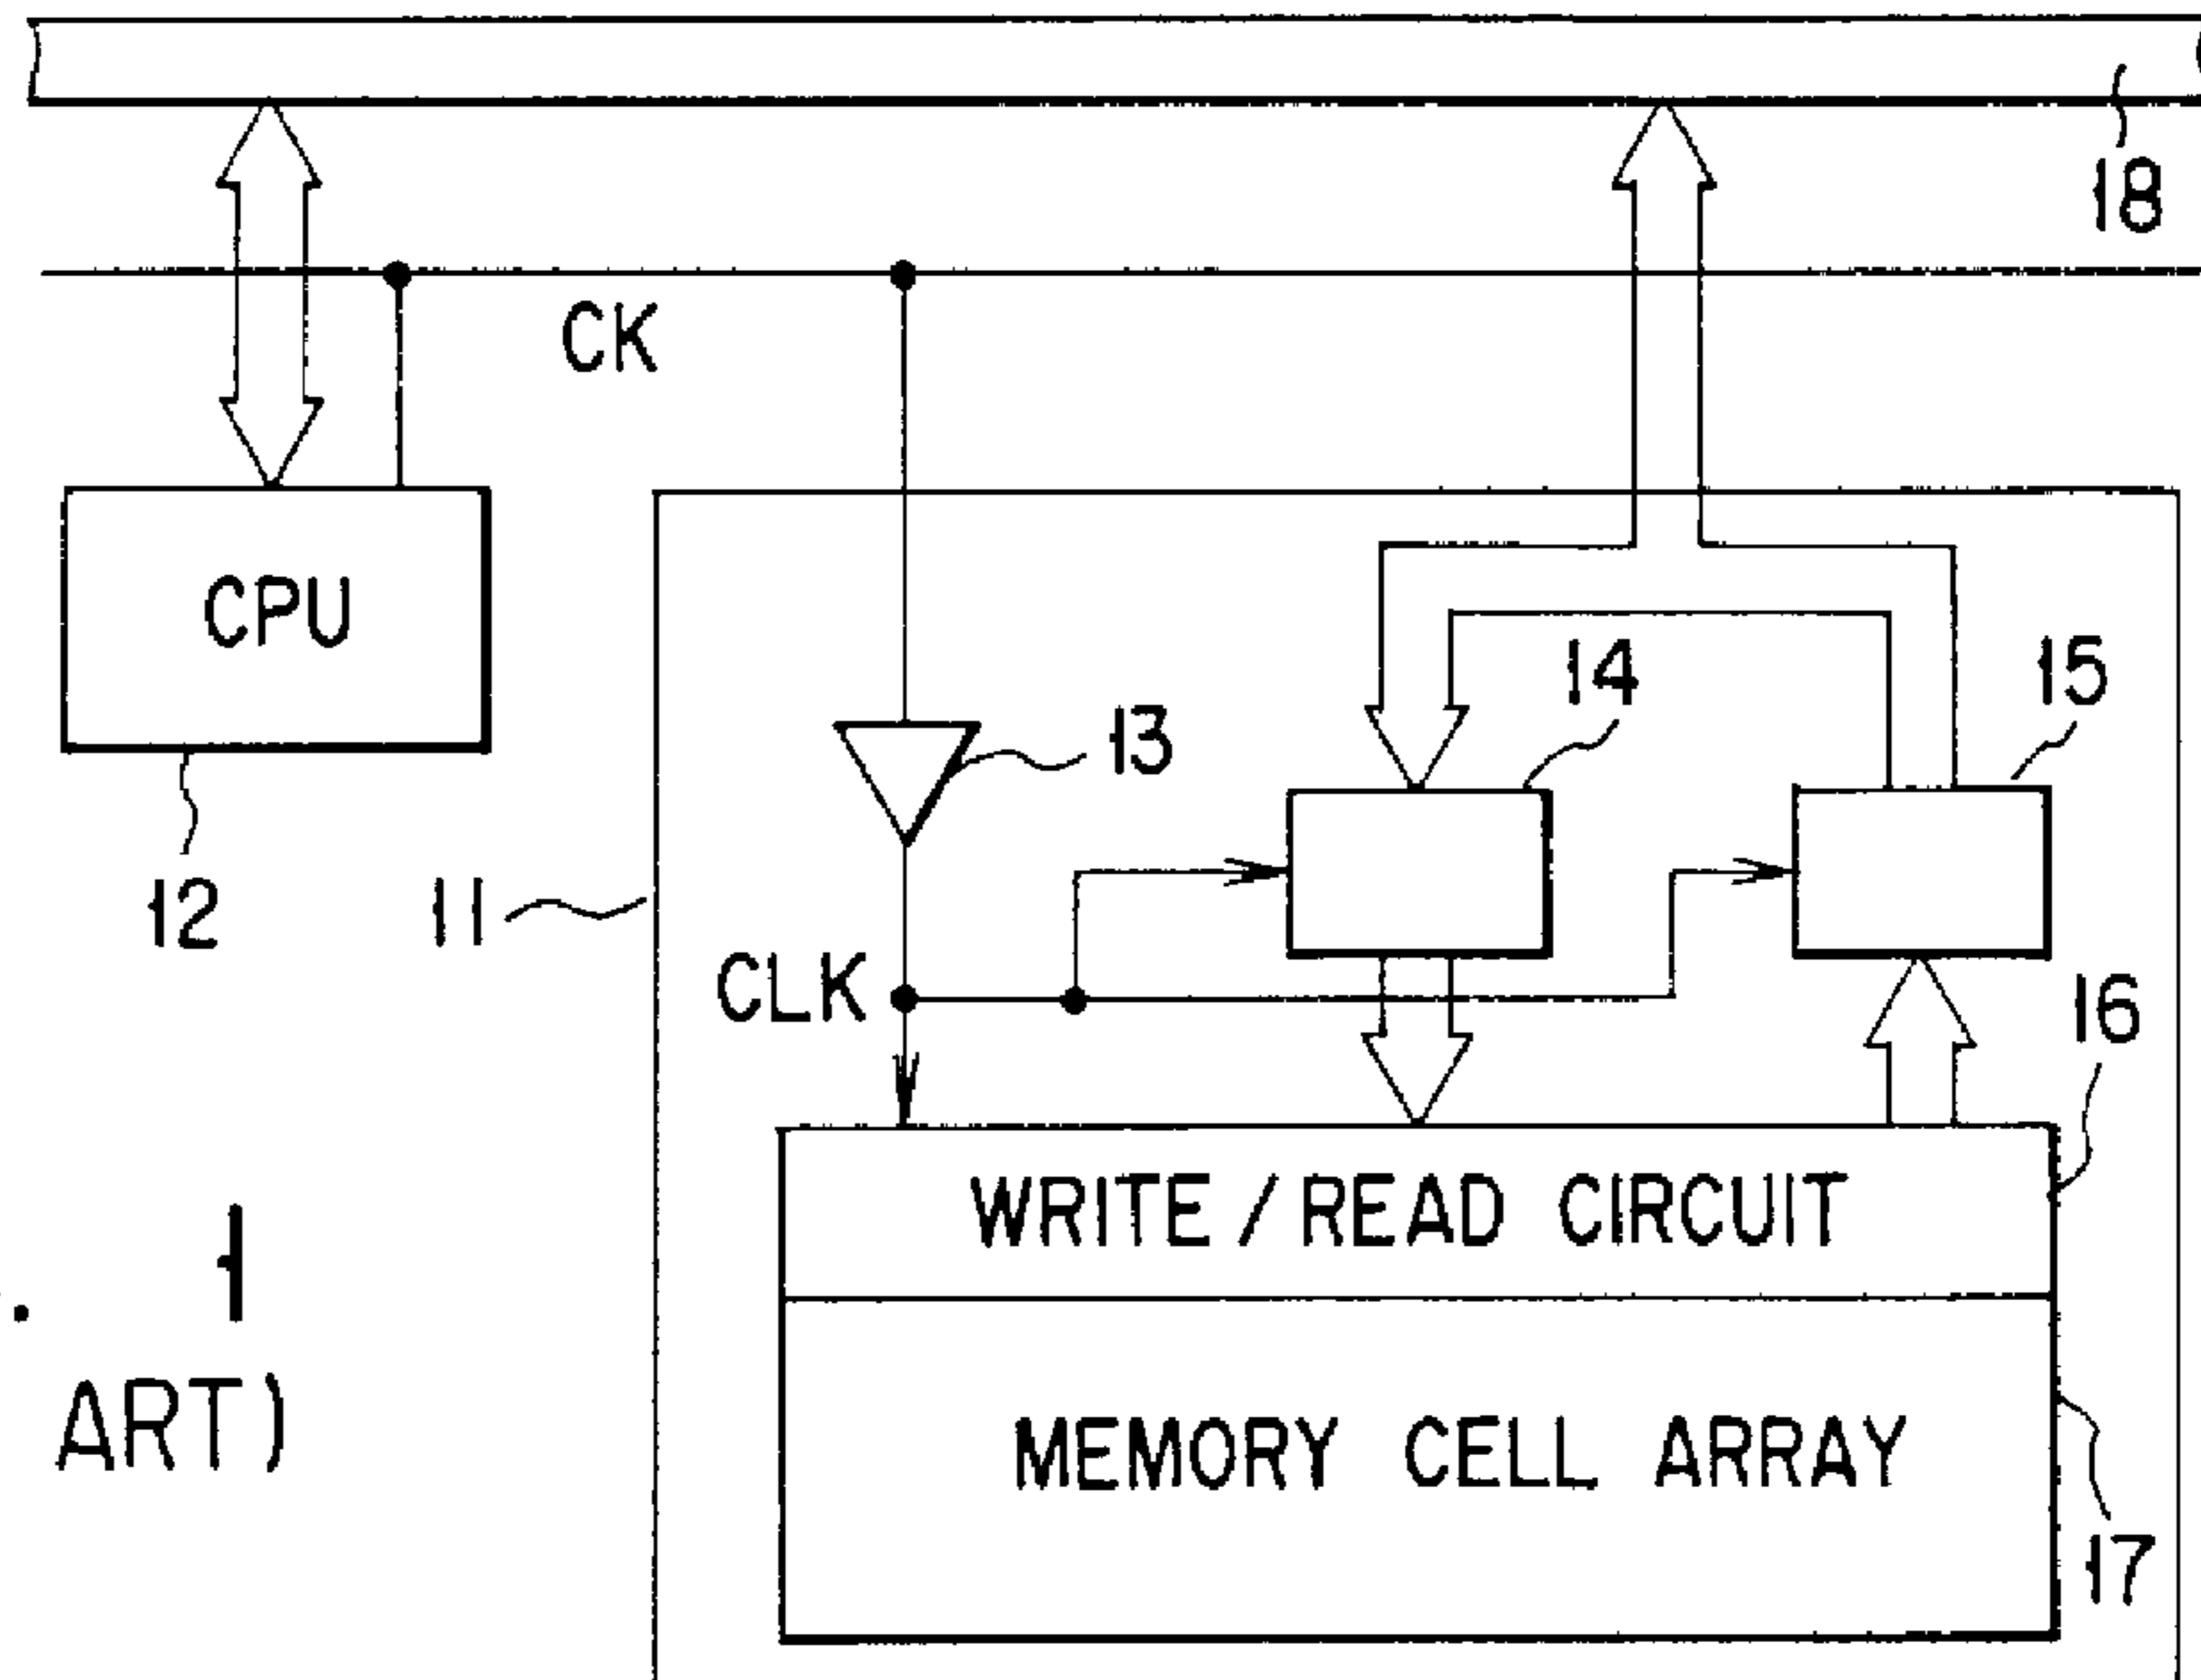 18
CK
CPU
14
15
13
12
11
CLK
16
WRITE / READ CIRCUIT
. 1
ART)
MEMORY CELL ARRAY
17